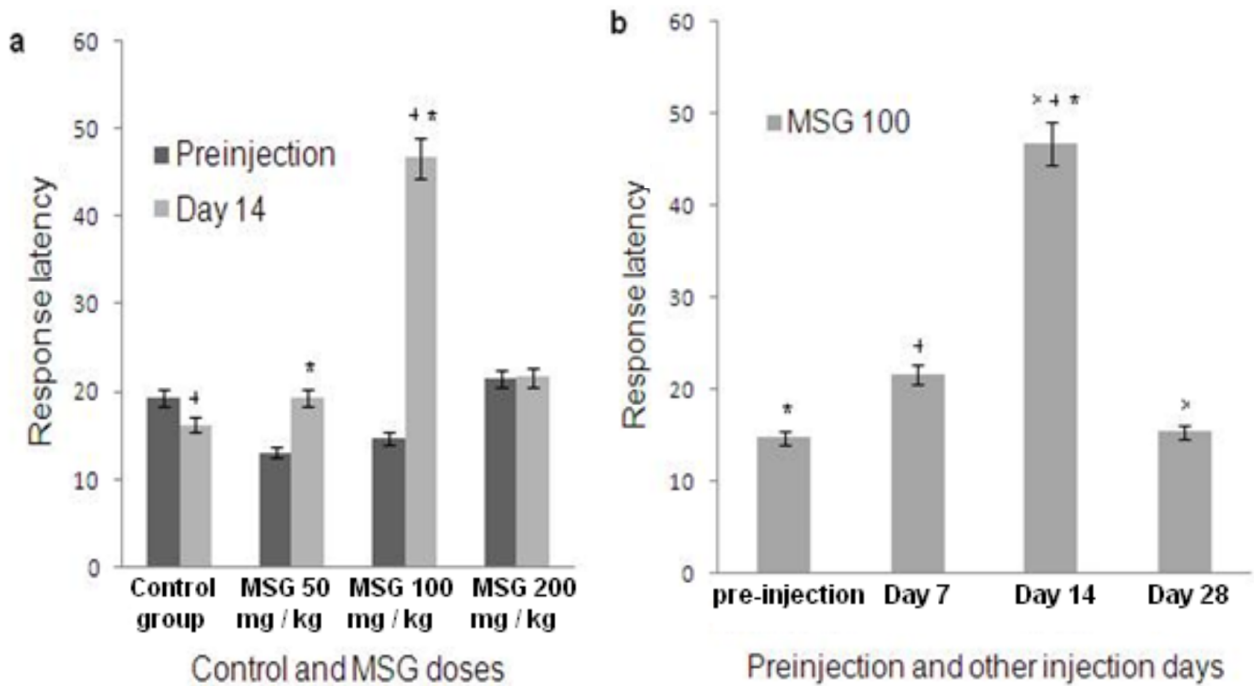 a
60
50
40
30
20
10
0
Response latency
Preinjection
Day 14
+ *
*
+
Control group
MSG 50 mg / kg
MSG 100 mg / kg
MSG 200 mg / kg
Control and MSG doses
b
60
50
40
30
20
10
0
Response latency
MSG 100
× + *
+
*
×
pre-injection
Day 7
Day 14
Day 28
Preinjection and other injection days